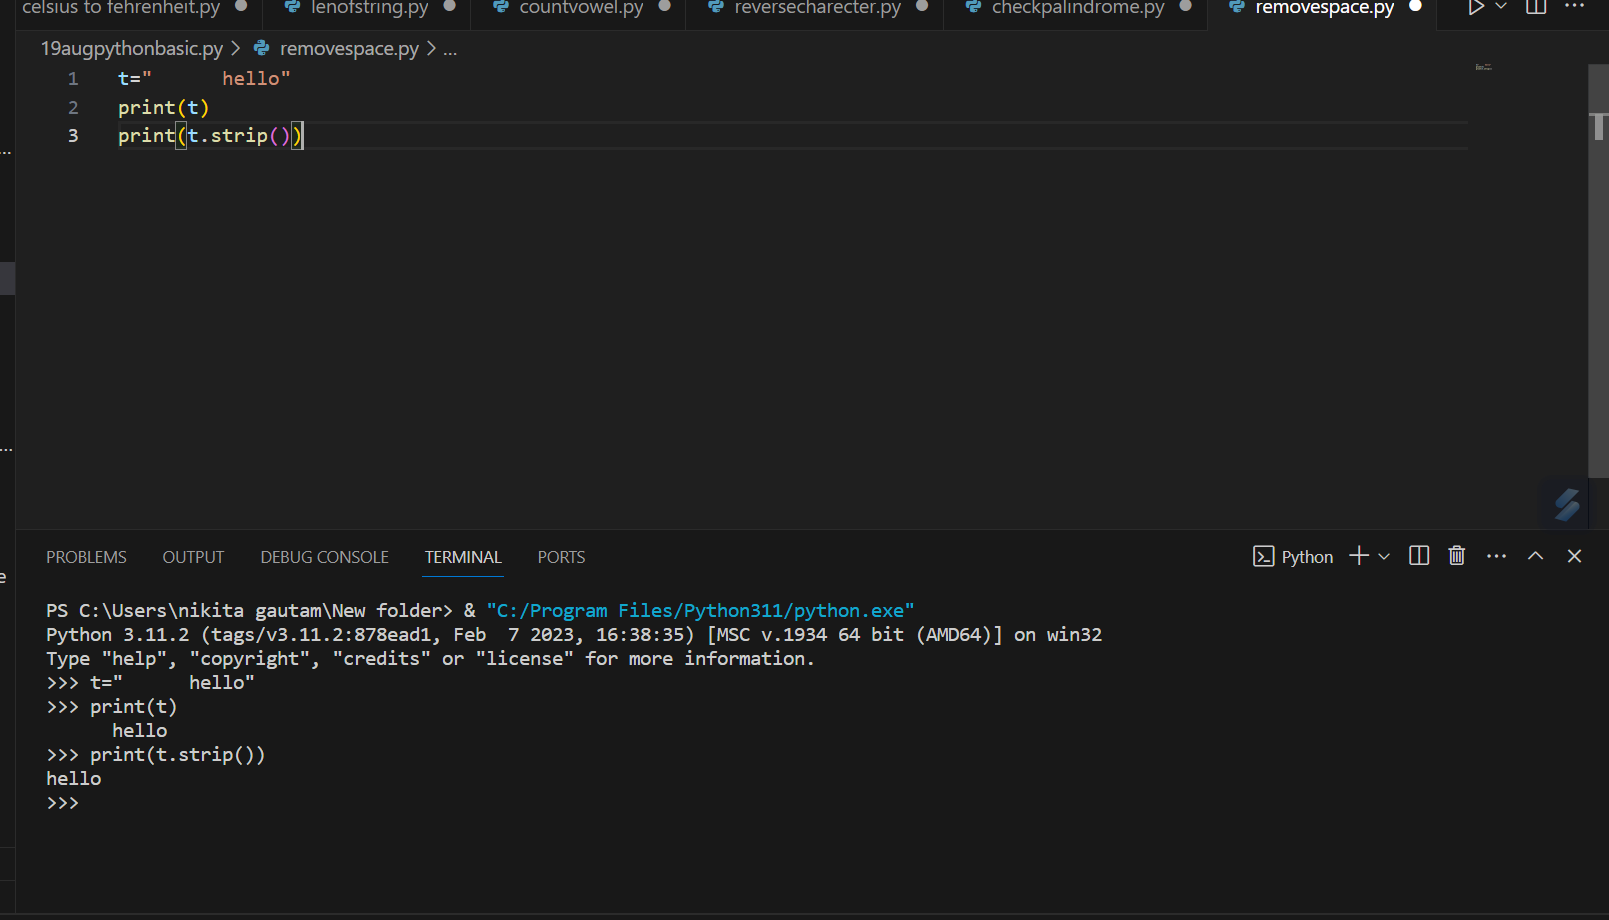 celsius to fehrenheit.py lenofstring.py countvowel.py reversecharecter.py checkpalindrome.py removespace.py
19augpythonbasic.py > removespace.py > ...
1 t="      hello"
2 print(t)
3 print(t.strip())
PROBLEMS OUTPUT DEBUG CONSOLE TERMINAL PORTS Python
PS C:\Users\nikita gautam\New folder> & "C:/Program Files/Python311/python.exe"
Python 3.11.2 (tags/v3.11.2:878ead1, Feb  7 2023, 16:38:35) [MSC v.1934 64 bit (AMD64)] on win32
Type "help", "copyright", "credits" or "license" for more information.
>>> t="      hello"
>>> print(t)
      hello
>>> print(t.strip())
hello
>>>